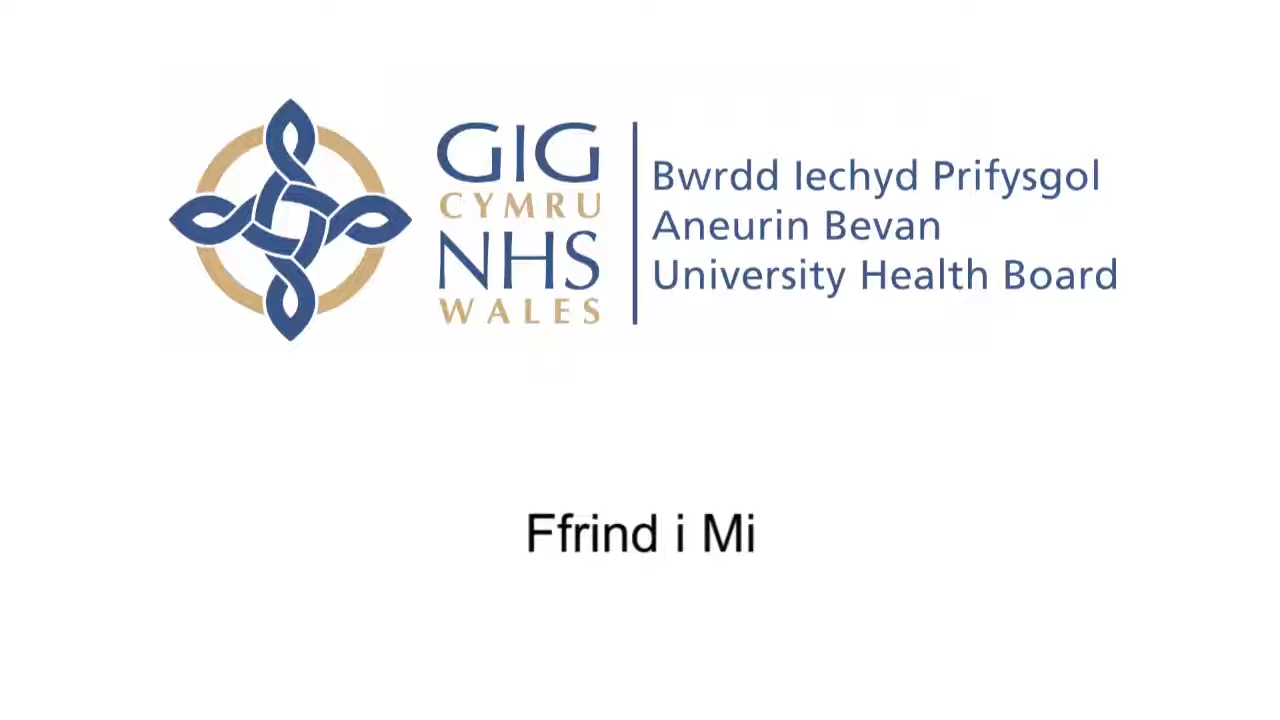 GIG
CYMRU
NHS
WALES
Bwrdd Iechyd Prifysgol
Aneurin Bevan
University Health Board
Ffrind i Mi